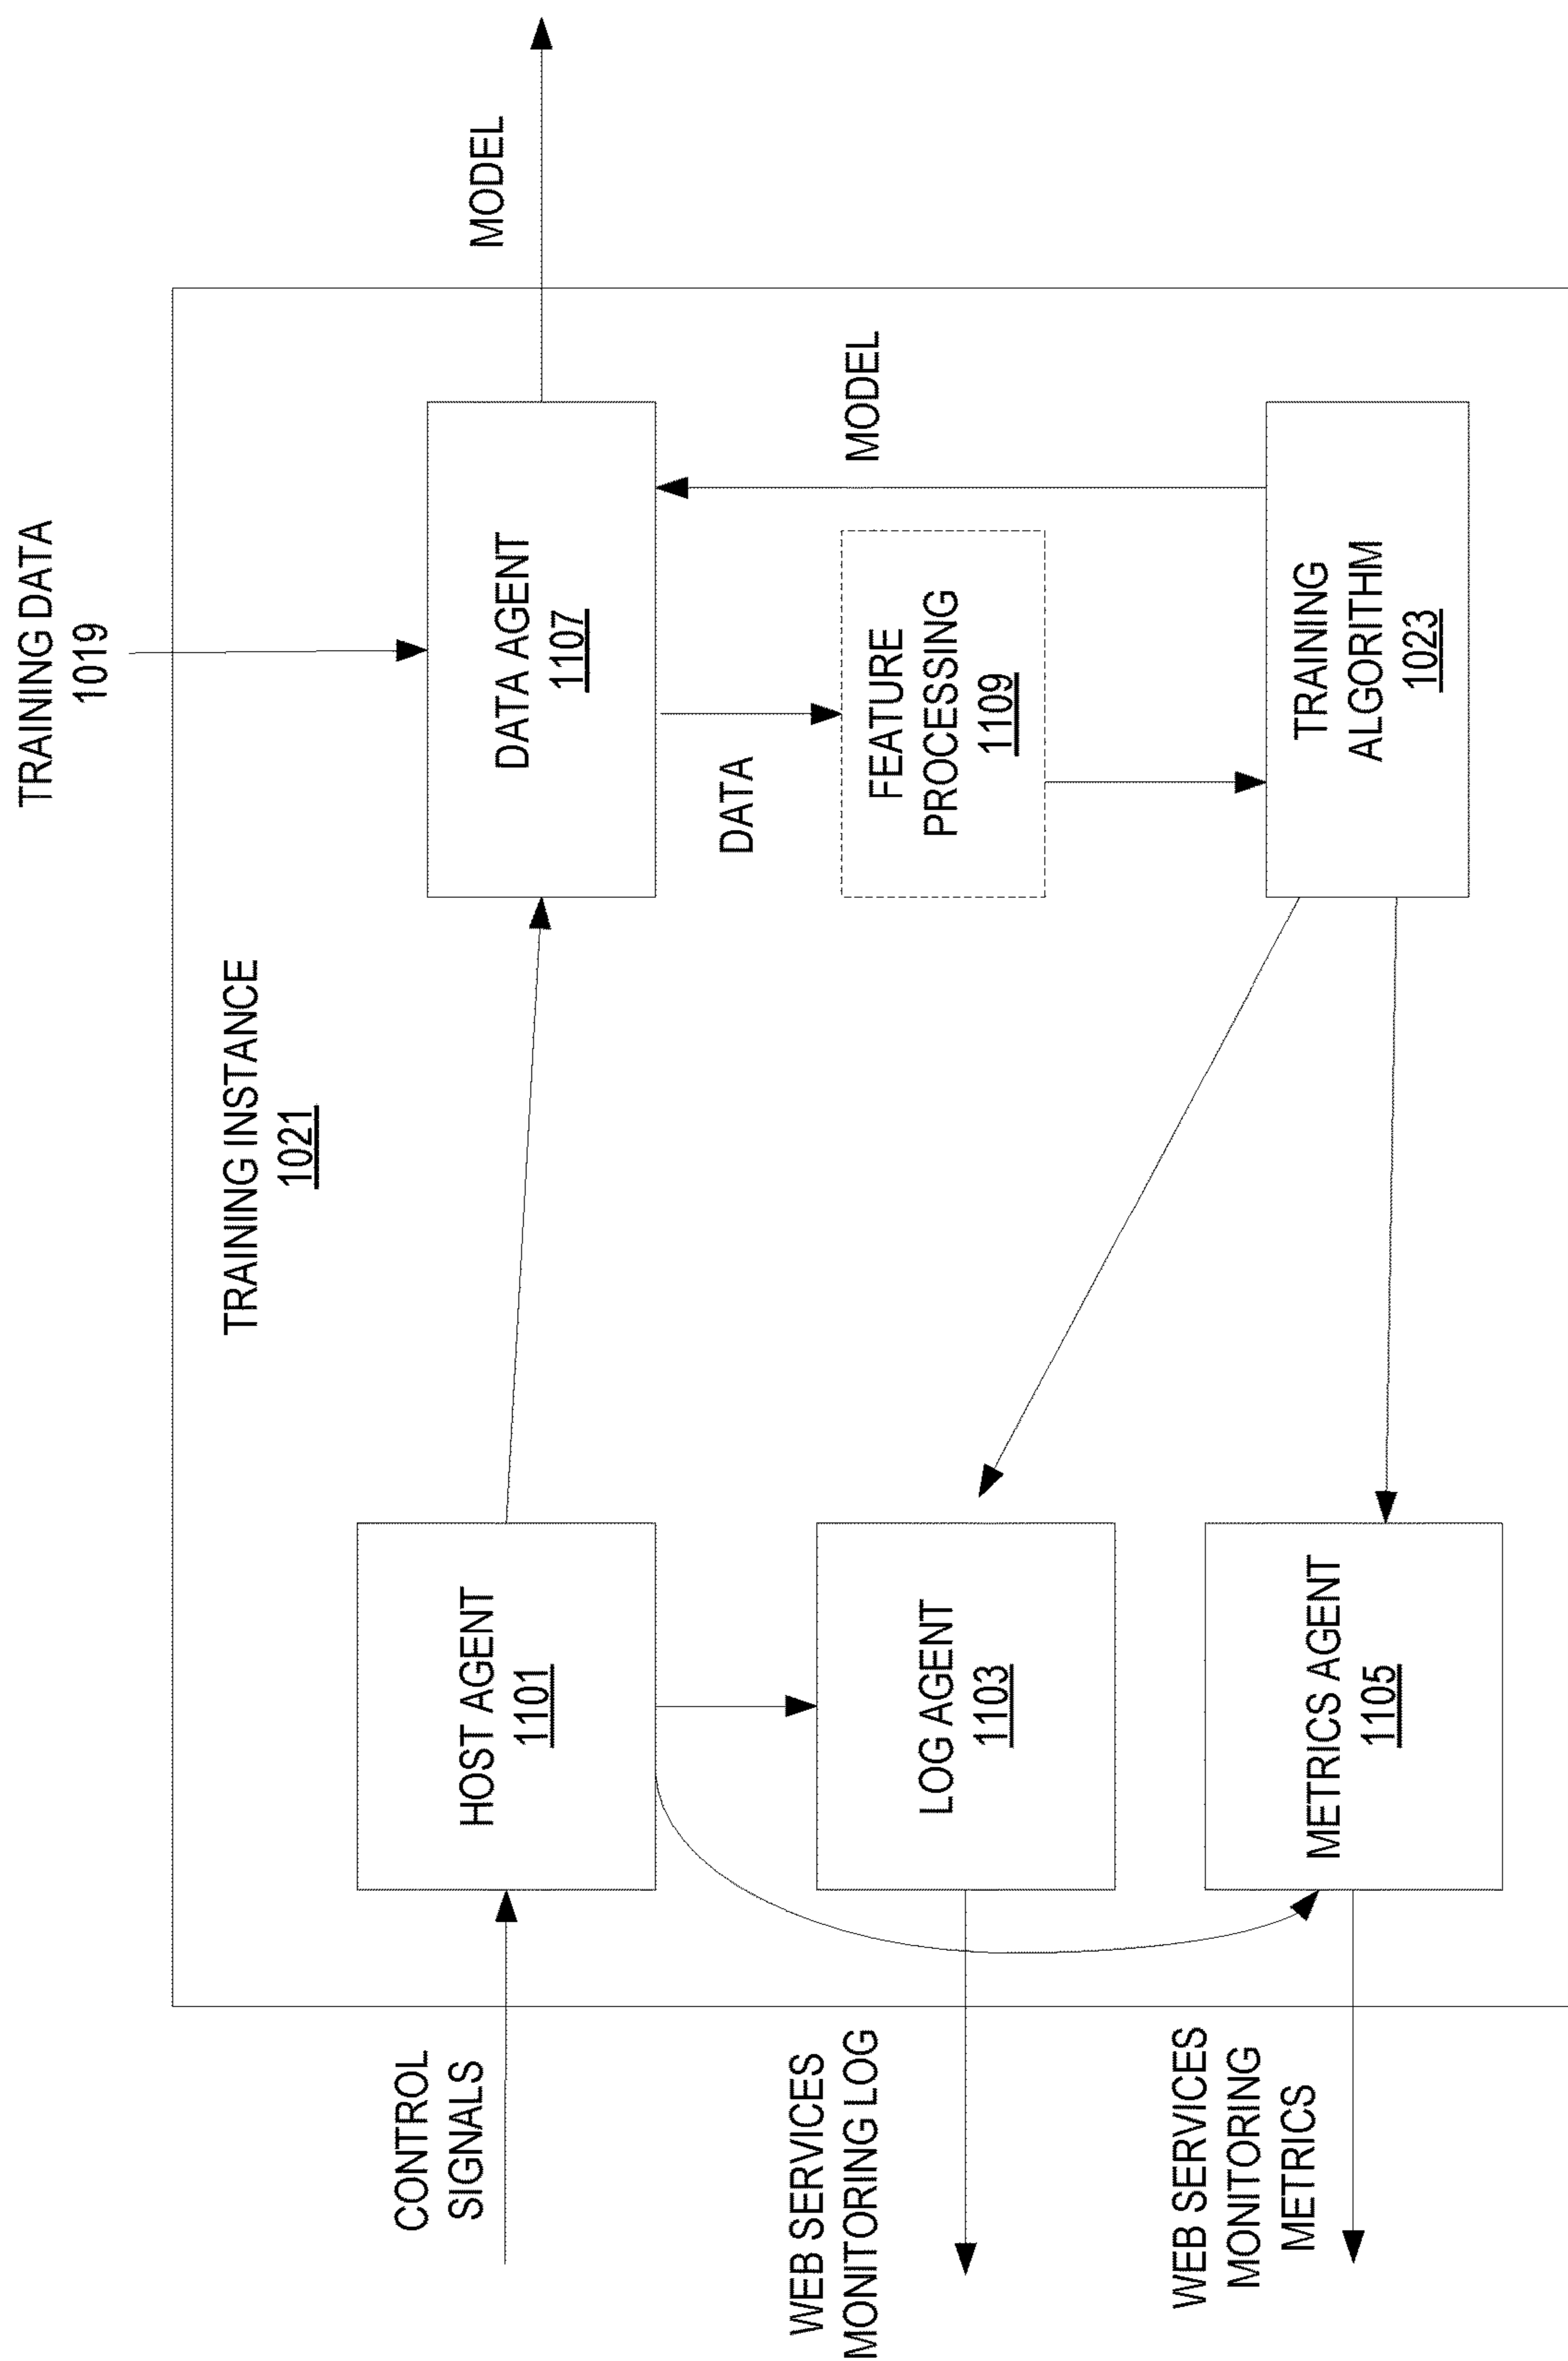 TRAINING DATA
1019
TRAINING INSTANCE
1021
CONTROL
SIGNALS
HOST AGENT
1101
DATA AGENT
1107
MODEL
DATA
WEB SERVICES
MONITORING LOG
LOG AGENT
1103
FEATURE
PROCESSING
1109
MODEL
WEB SERVICES
MONITORING
METRICS
METRICS AGENT
1105
TRAINING
ALGORITHM
1023